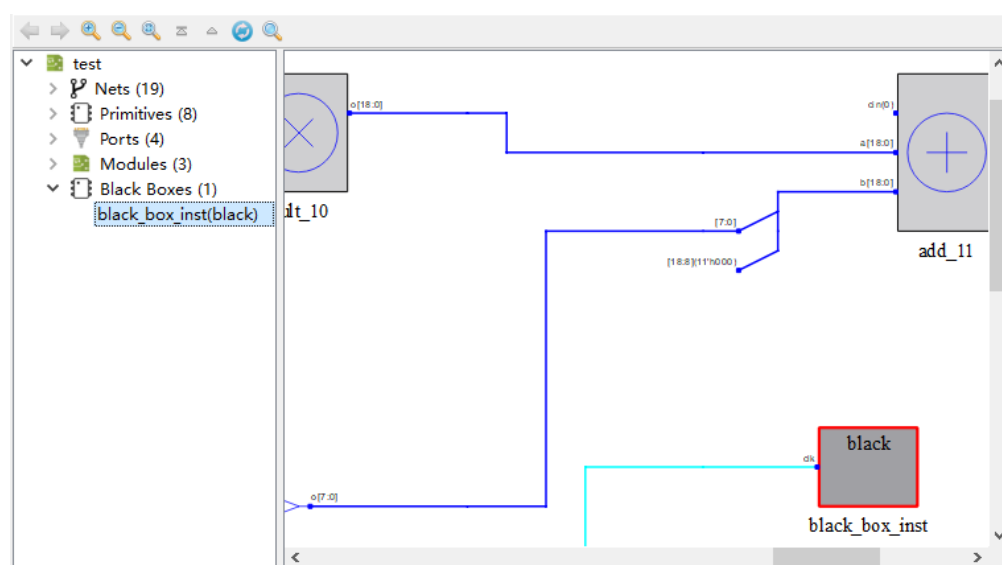 test
Nets (19)
Primitives (8)
Ports (4)
Modules (3)
Black Boxes (1)
black_box_inst(black)
o[18:0]
ult_10
cin(0)
a[18:0]
b[18:0]
add_11
[7:0]
[18:8](11'h000)
black
clk
black_box_inst
o[7:0]